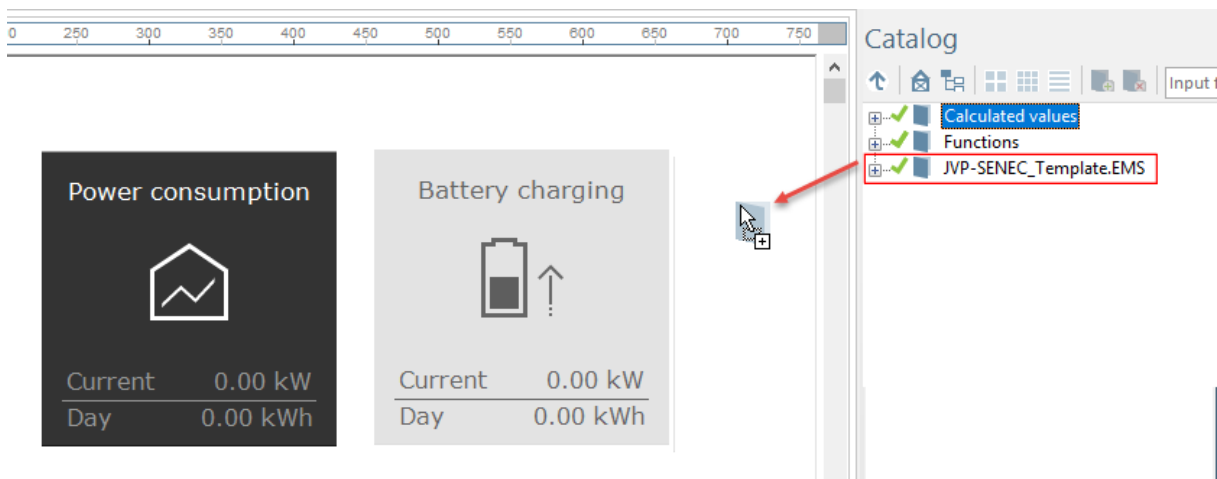 0 250 300 350 400 450 500 550 600 650 700 750
Catalog
Input
Calculated values
Functions
JVP-SENEC_Template.EMS
Power consumption
Current 0.00 kW
Day 0.00 kWh
Battery charging
Current 0.00 kW
Day 0.00 kWh